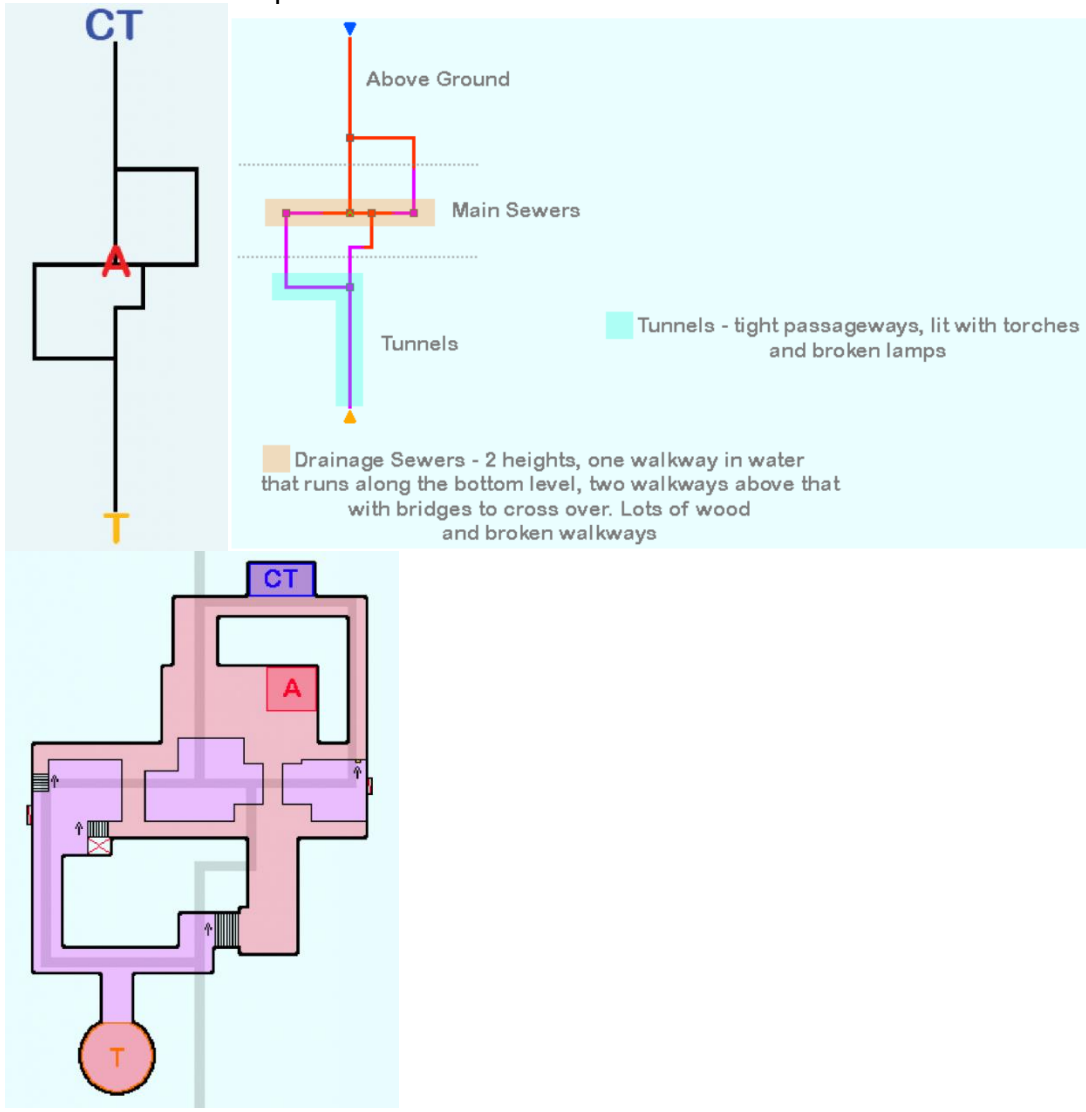 CT
A
T
Above Ground
Main Sewers
Tunnels
Tunnels - tight passageways, lit with torches
and broken lamps
Drainage Sewers - 2 heights, one walkway in water
that runs along the bottom level, two walkways above that
with bridges to cross over. Lots of wood
and broken walkways
CT
A
T